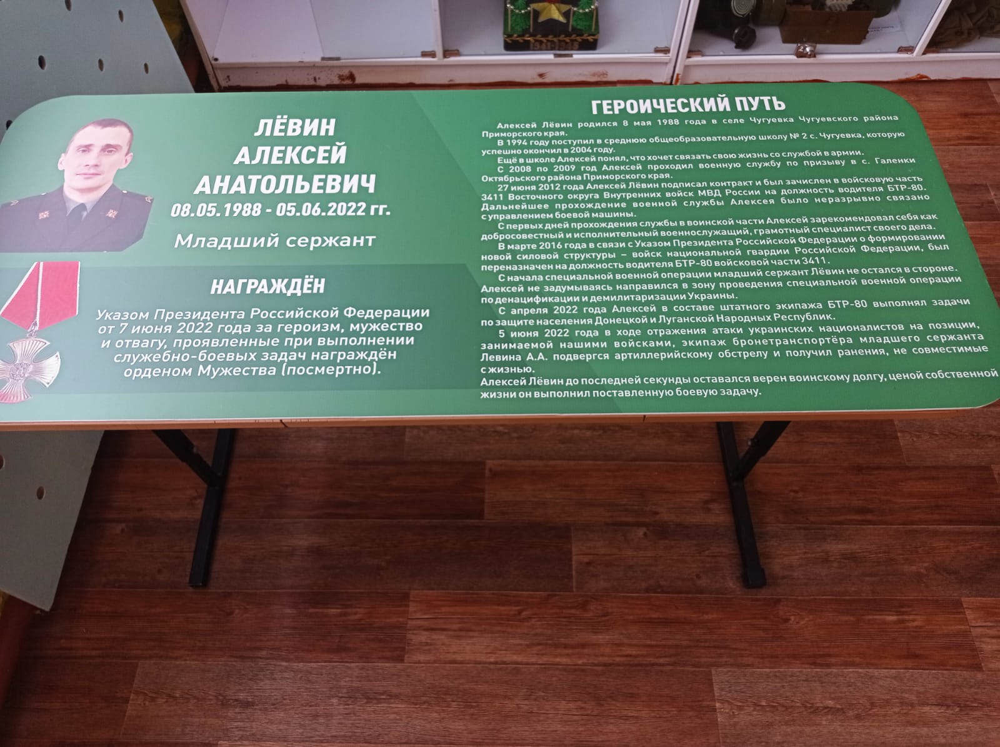 1941-1945
ЛЁВИН
АЛЕКСЕЙ
АНАТОЛЬЕВИЧ
08.05.1988 - 05.06.2022 гг.
Младший сержант
НАГРАЖДЁН
Указом Президента Российской Федерации
от 7 июня 2022 года за героизм, мужество
и отвагу, проявленные при выполнении
служебно-боевых задач награждён
орденом Мужества (посмертно).
ГЕРОИЧЕСКИЙ ПУТЬ
Алексей Лёвин родился 8 мая 1988 года в селе Чугуевка Чугуевского района
Приморского края.
В 1994 году поступил в среднюю общеобразовательную школу № 2 с. Чугуевка, которую
успешно окончил в 2004 году.
Ещё в школе Алексей понял, что хочет связать свою жизнь со службой в армии.
С 2008 по 2009 год Алексей проходил военную службу по призыву в с. Галенки
Октябрьского района Приморского края.
27 июня 2012 года Алексей Лёвин подписал контракт и был зачислен в войсковую часть
3411 Восточного округа Внутренних войск МВД России на должность водителя БТР-80.
Дальнейшее прохождение военной службы Алексея было неразрывно связано
с управлением боевой машины.
С первых дней прохождения службы в воинской части Алексей зарекомендовал себя как
добросовестный и исполнительный военнослужащий, грамотный специалист своего дела.
В марте 2016 года в связи с Указом Президента Российской Федерации о формировании
новой силовой структуры – войск национальной гвардии Российской Федерации, был
переназначен на должность водителя БТР-80 войсковой части 3411.
С начала специальной военной операции младший сержант Лёвин не остался в стороне.
Алексей не задумываясь направился в зону проведения специальной военной операции
по денацификации и демилитаризации Украины.
С апреля 2022 года Алексей в составе штатного экипажа БТР-80 выполнял задачи
по защите населения Донецкой и Луганской Народных Республик.
5 июня 2022 года в ходе отражения атаки украинских националистов на позиции,
занимаемой нашими войсками, экипаж бронетранспортёра младшего сержанта
Левина А.А. подвергся артиллерийскому обстрелу и получил ранения, не совместимые
с жизнью.
Алексей Лёвин до последней секунды оставался верен воинскому долгу, ценой собственной
жизни он выполнил поставленную боевую задачу.